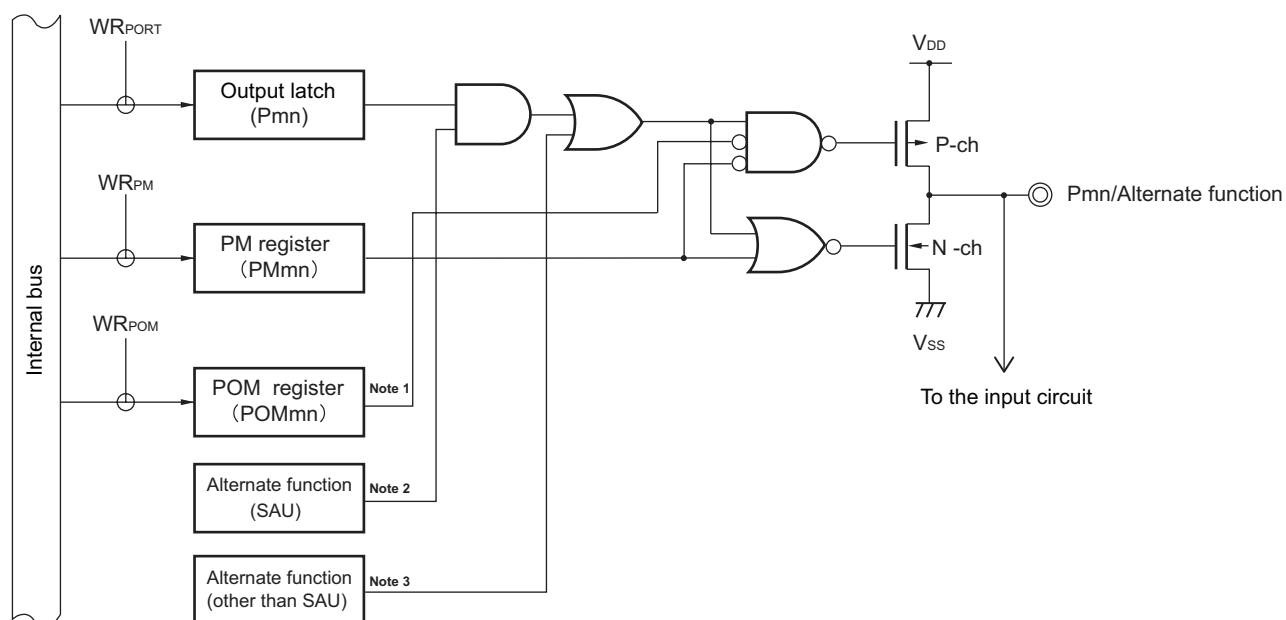 WRPORT
VDD
Output latch
(Pmn)
P-ch
WRPM
Pmn/Alternate function
PM register
（PMmn）
N -ch
Internal bus
WRPOM
VSS
POM register
（POMmn）
Note 1
To the input circuit
Alternate function
(SAU)
Note 2
Alternate function
(other than SAU)
Note 3